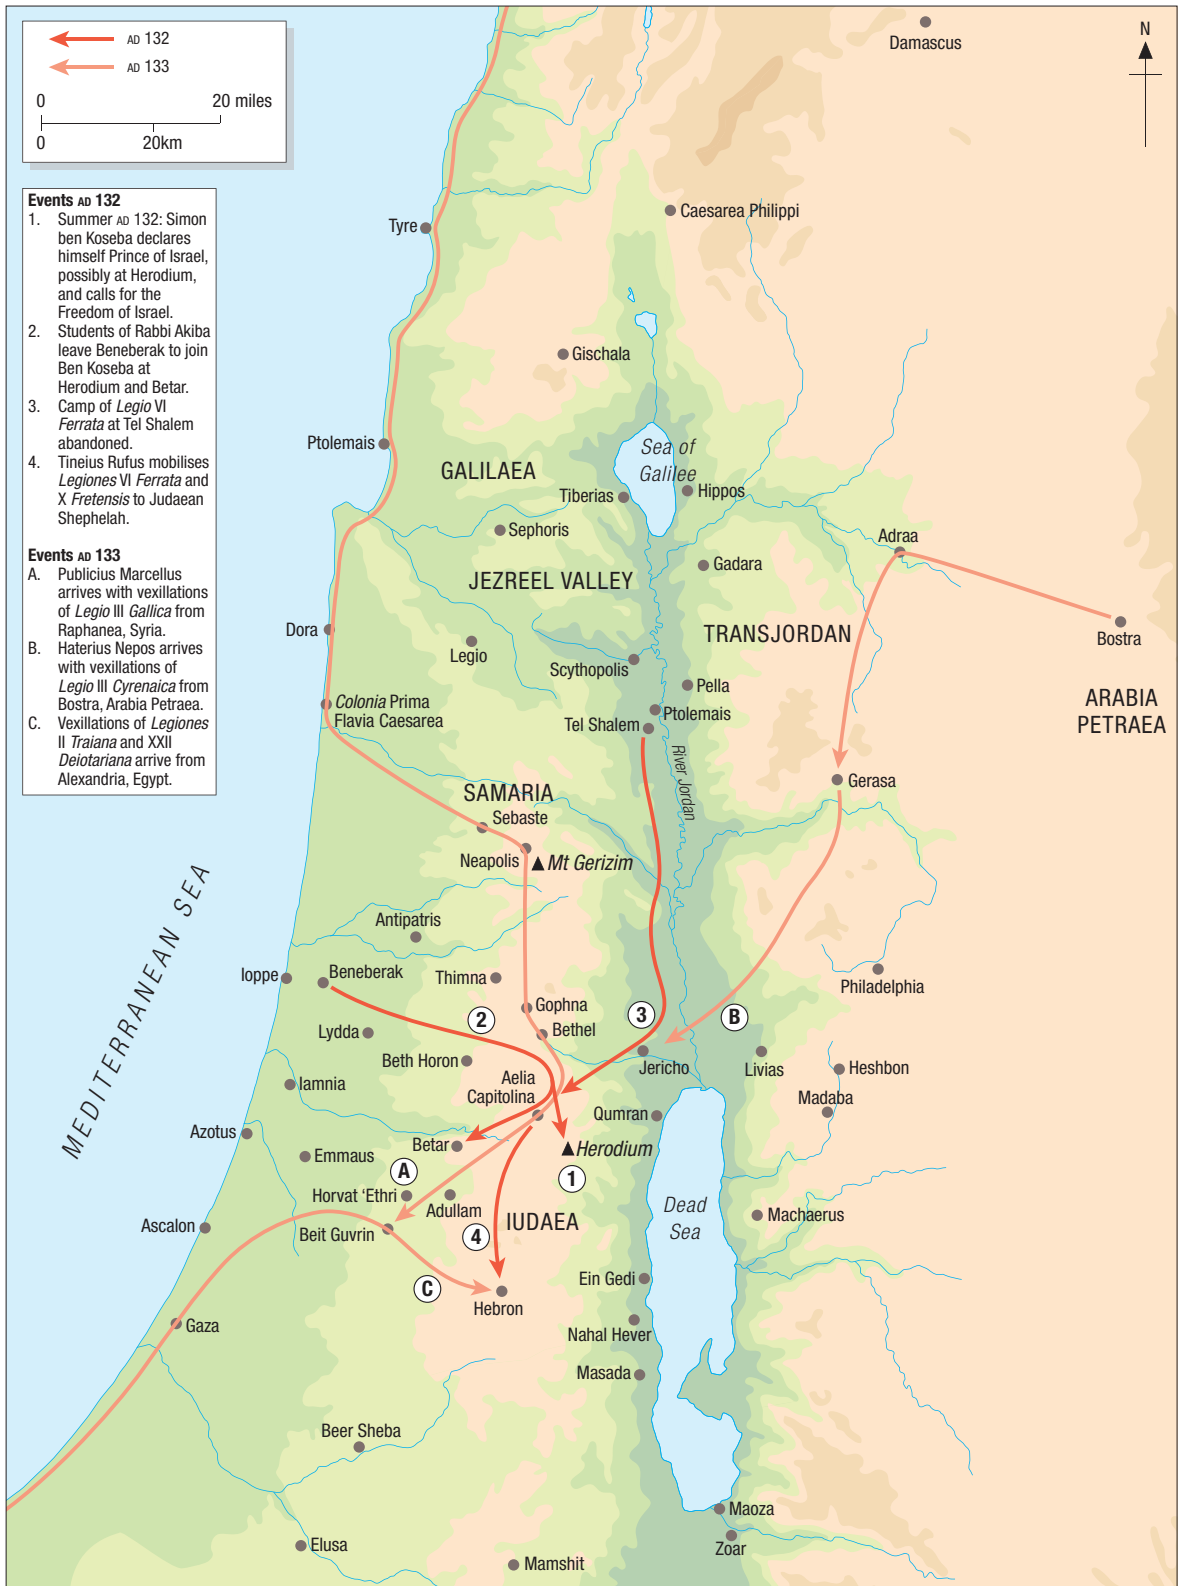 AD 132
AD 133
0 20 miles
0 20km
Events AD 132
1. Summer AD 132: Simon
ben Koseba declares
himself Prince of Israel,
possibly at Herodium,
and calls for the
Freedom of Israel.
2. Students of Rabbi Akiba
leave Beneberak to join
Ben Koseba at
Herodium and Betar.
3. Camp of Legio VI
Ferrata at Tel Shalem
abandoned.
4. Tineius Rufus mobilises
Legiones VI Ferrata and
X Fretensis to Judaean
Shephelah.
Events AD 133
A. Publicius Marcellus
arrives with vexillations
of Legio III Gallica from
Raphanea, Syria.
B. Haterius Nepos arrives
with vexillations of
Legio III Cyrenaica from
Bostra, Arabia Petraea.
C. Vexillations of Legiones
II Traiana and XXII
Deiotariana arrive from
Alexandria, Egypt.
N
Damascus
Caesarea Philippi
Tyre
Gischala
Ptolemais
Sea of
Galilee
GALILAEA
Tiberias
Hippos
Sephoris
Adraa
Gadara
JEZREEL VALLEY
Bostra
Dora
TRANSJORDAN
Legio
Scythopolis
Pella
ARABIA
PETRAEA
Colonia Prima
Flavia Caesarea
Ptolemais
Tel Shalem
River Jordan
Gerasa
SAMARIA
Sebaste
Neapolis
Mt Gerizim
MEDITERRANEAN SEA
Antipatris
Ioppe
Beneberak
Thimna
Philadelphia
Gophna
2
3
B
Lydda
Bethel
Beth Horon
Jericho
Livias
Heshbon
Iamnia
Aelia
Capitolina
Madaba
Qumran
Azotus
Betar
Herodium
Emmaus
A
1
Horvat ‘Ethri
Adullam
Dead
Sea
Machaerus
Ascalon
Beit Guvrin
IUDAEA
4
C
Ein Gedi
Hebron
Gaza
Nahal Hever
Masada
Beer Sheba
Maoza
Elusa
Zoar
Mamshit